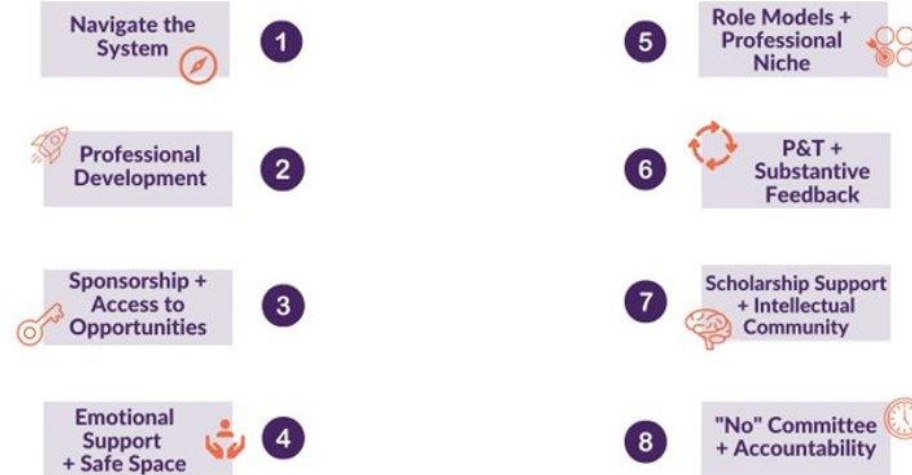 Navigate the
System
1
Professional
Development
2
Sponsorship +
Access to
Opportunities
3
Emotional
Support
+ Safe Space
4
5
Role Models +
Professional
Niche
6
P&T +
Substantive
Feedback
7
Scholarship Support
+ Intellectual
Community
8
"No" Committee
+ Accountability